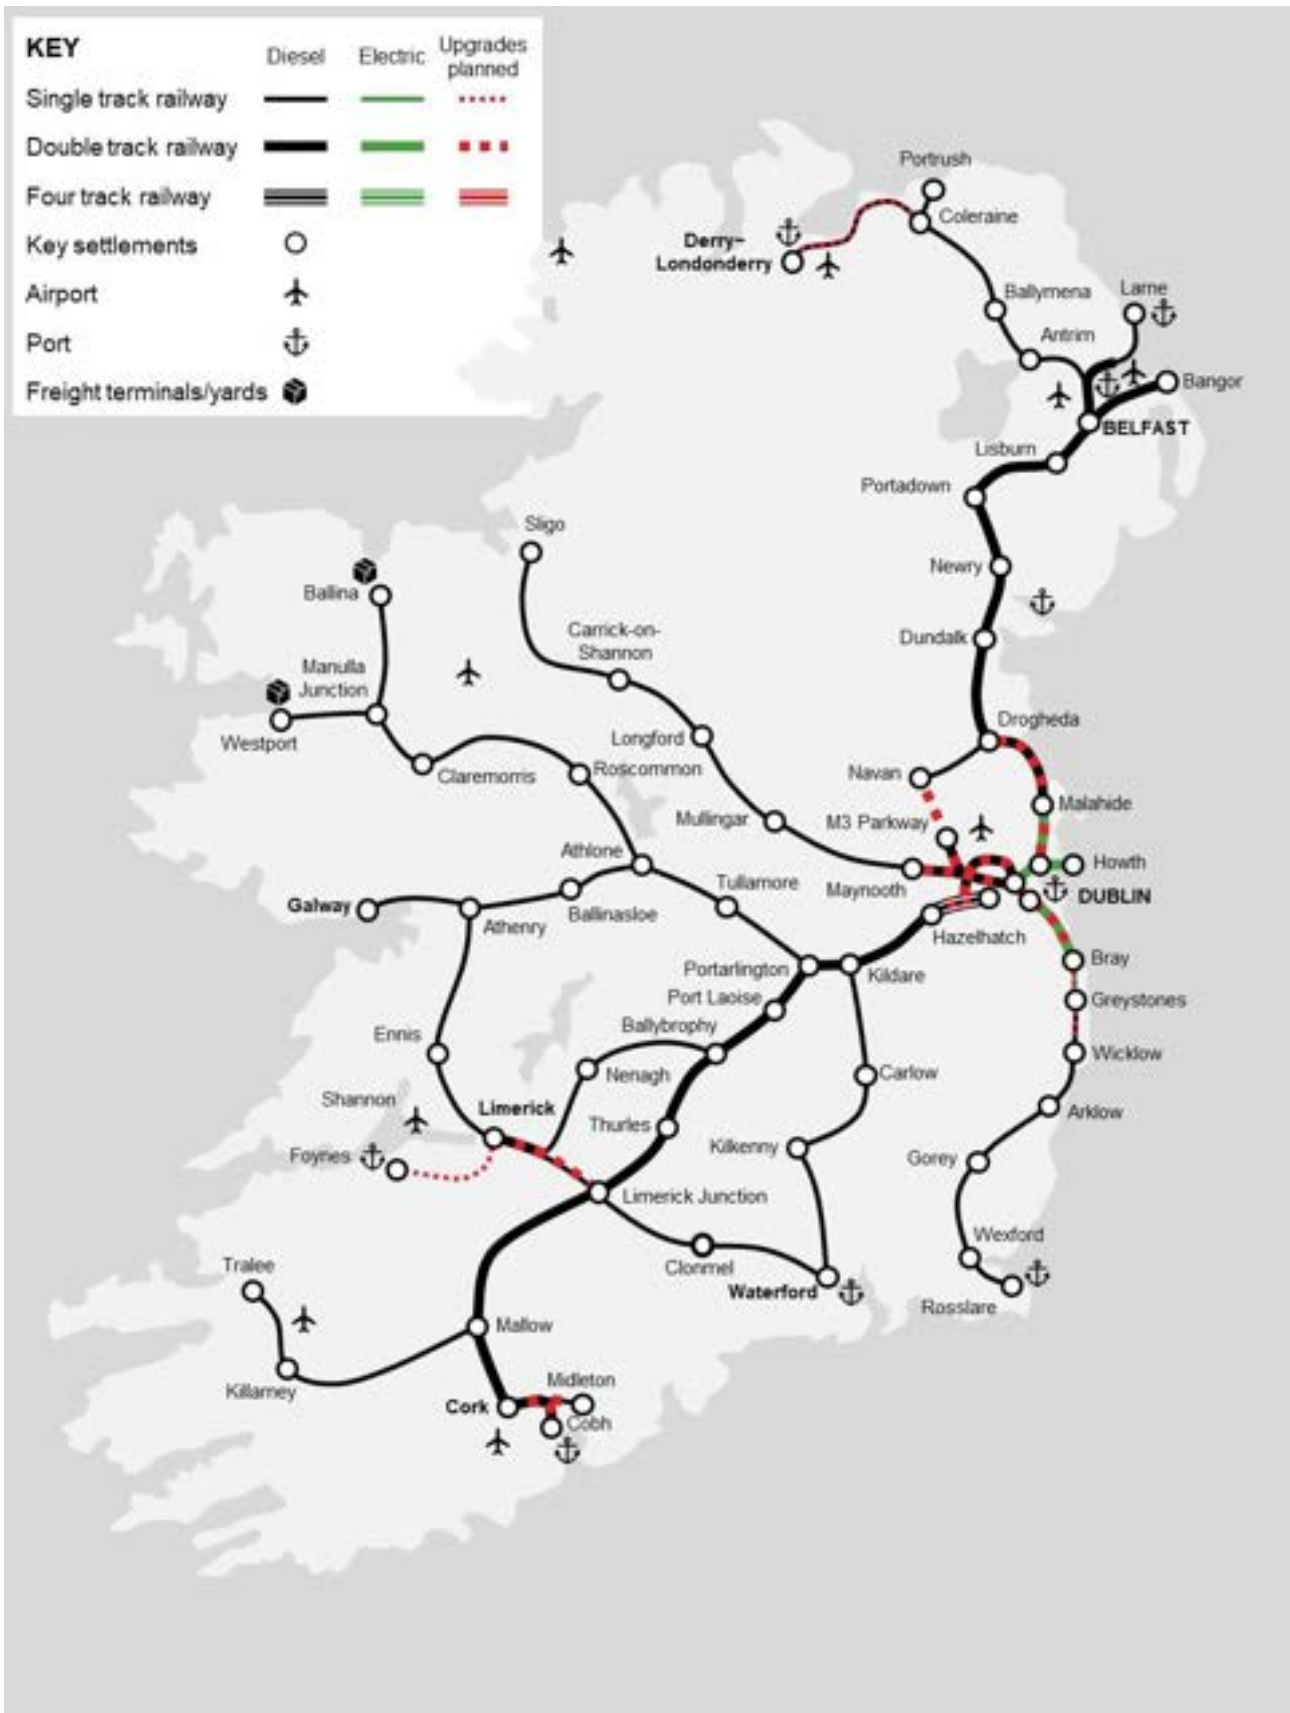 KEY
Diesel
Electric
Upgrades
planned
Single track railway
Double track railway
Four track railway
Key settlements
Airport
Port
Freight terminals/yards
Portrush
Coleraine
Derry~
Londonderry
Ballymena
Larne
Antrim
Bangor
BELFAST
Lisburn
Portadown
Sligo
Newry
Ballina
Carrick-on-
Shannon
Dundalk
Manulla
Junction
Drogheda
Westport
Longford
Claremorris
Roscommon
Navan
Malahide
Mullingar
M3 Parkway
Athlone
Howth
Tullamore
Maynooth
DUBLIN
Galway
Ballinasloe
Athenry
Hazelhatch
Portarlington
Kildare
Bray
Port Laoise
Greystones
Ballybrophy
Ennis
Nenagh
Wicklow
Carlow
Shannon
Limerick
Arklow
Thurles
Kilkenny
Foynes
Gorey
Limerick Junction
Wexford
Tralee
Clonmel
Waterford
Rosslare
Mallow
Killarney
Midleton
Cork
Cobh